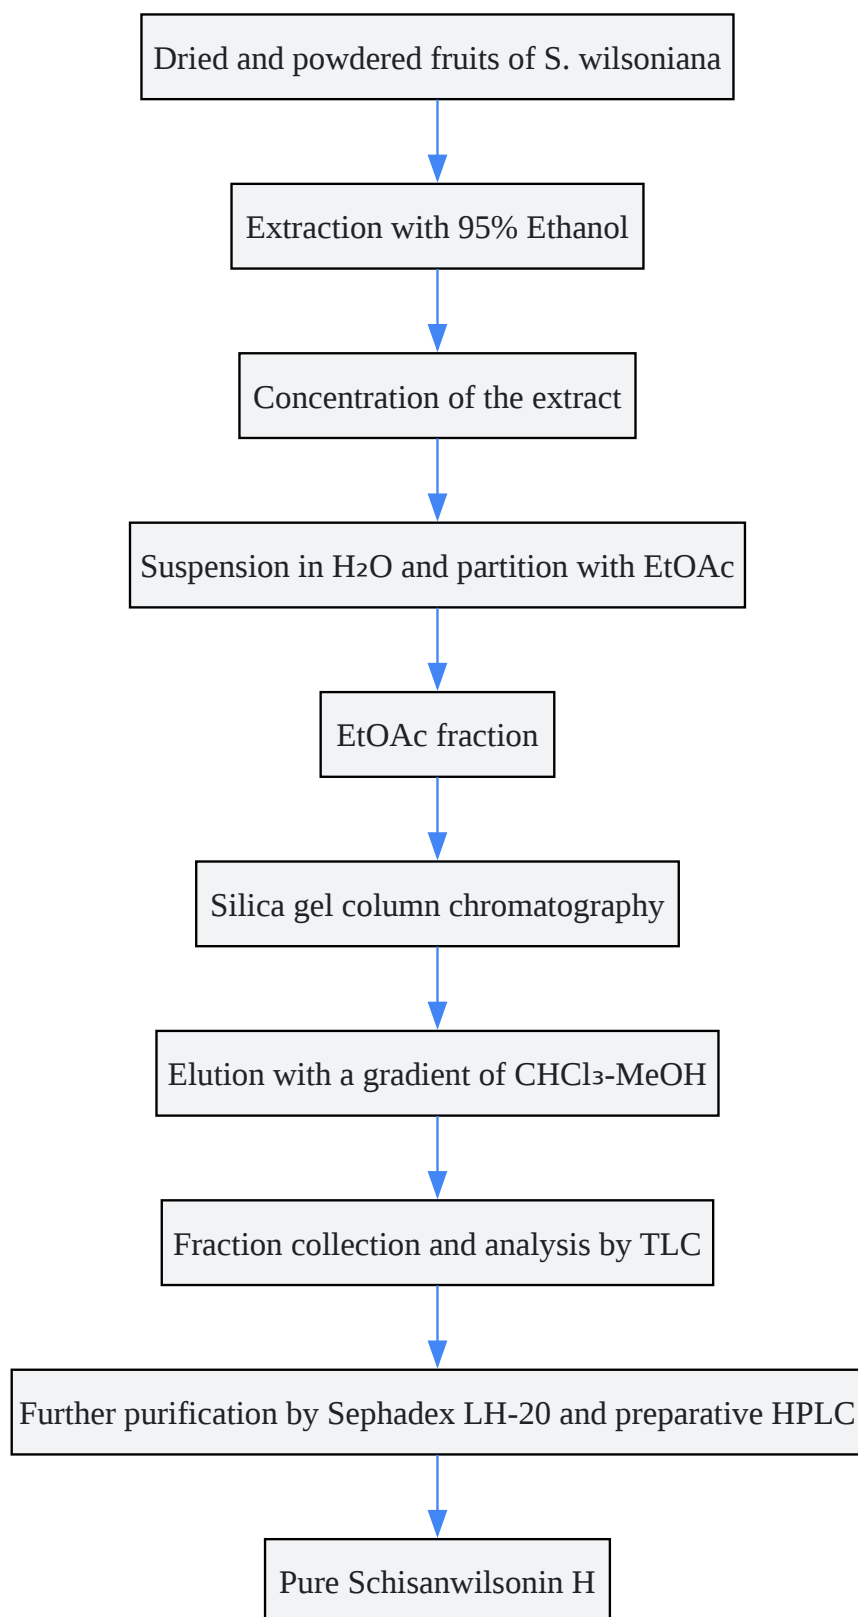 Dried and powdered fruits of S. wilsoniana
Extraction with 95% Ethanol
Concentration of the extract
Suspension in H₂O and partition with EtOAc
EtOAc fraction
Silica gel column chromatography
Elution with a gradient of CHCl₃-MeOH
Fraction collection and analysis by TLC
Further purification by Sephadex LH-20 and preparative HPLC
Pure Schisanwilsonin H